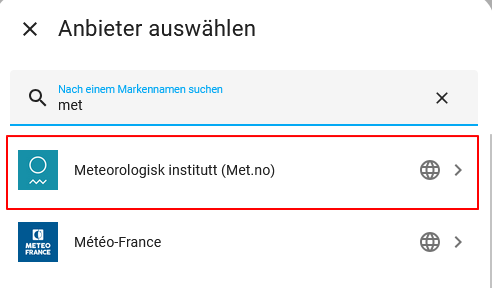 Anbieter auswählen
Nach einem Markennamen suchen
met
Meteorologisk institutt (Met.no)
METEO
FRANCE
Météo-France